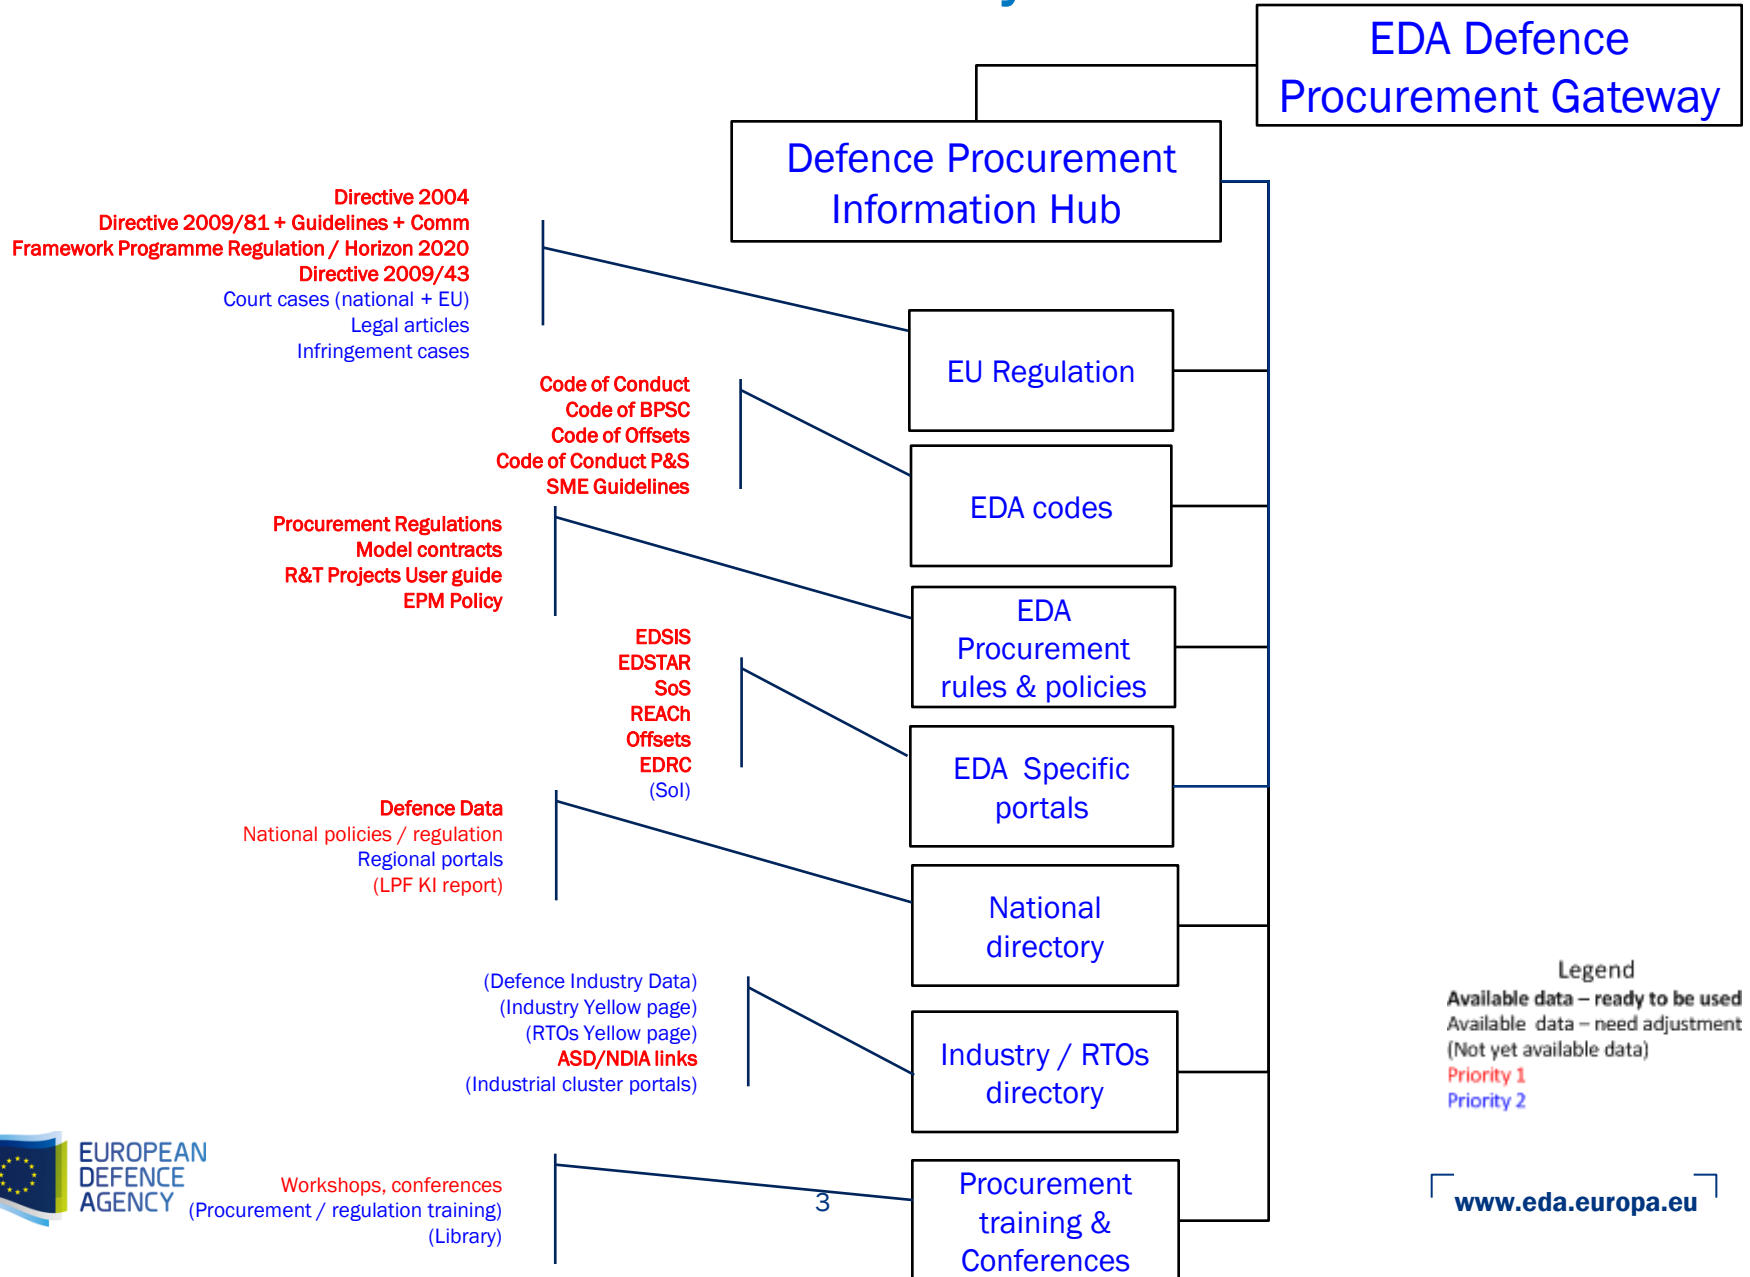 EDA Defence
Procurement Gateway
Defence Procurement
Information Hub
Directive 2004
Directive 2009/81 + Guidelines + Comm
Framework Programme Regulation / Horizon 2020
Directive 2009/43
Court cases (national + EU)
Legal articles
Infringement cases
EU Regulation
Code of Conduct
Code of BPSC
Code of Offsets
Code of Conduct P&S
SME Guidelines
EDA codes
Procurement Regulations
Model contracts
R&T Projects User guide
EPM Policy
EDA
Procurement
rules & policies
EDSIS
EDSTAR
SoS
REACh
Offsets
EDRC
(SoI)
EDA Specific
portals
Defence Data
National policies / regulation
Regional portals
(LPF KI report)
National
directory
(Defence Industry Data)
(Industry Yellow page)
(RTOs Yellow page)
ASD/NDIA links
(Industrial cluster portals)
Industry / RTOs
directory
Legend
Available data – ready to be used
Available data – need adjustment
(Not yet available data)
Priority 1
Priority 2
Workshops, conferences
(Procurement / regulation training)
(Library)
Procurement
training &
Conferences
EUROPEAN
DEFENCE
AGENCY
3
www.eda.europa.eu